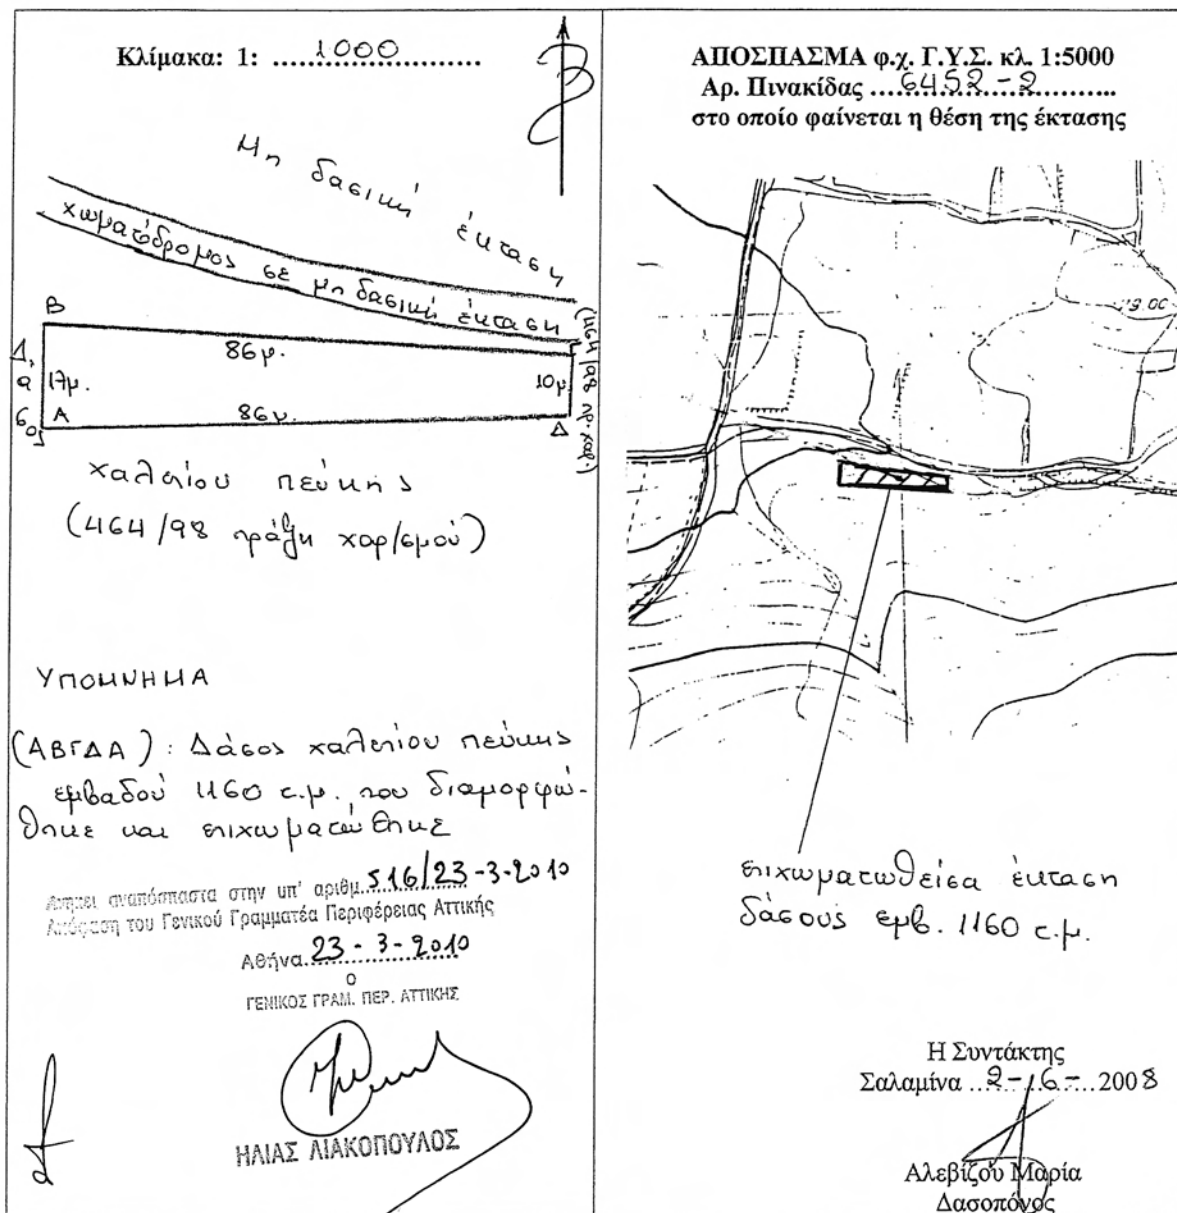 Κλίμακα: 1: ....1000....
Μη δασική έκταση
χωματόδρομος σε μη δασική έκταση
Β
86μ.
Γ
Δ,
α
17μ.
10μ
σ
ο
Α
86μ.
Δ
(464/98 πρ. χαρ.)
χαλεπίου πεύκης
(464/98 πράξη χαρ/σμού)
ΥΠΟΜΝΗΜΑ
(ΑΒΓΔΑ): Δάσος χαλεπίου πεύκης
εμβαδού 1160 τ.μ. που διαμορφώ-
θηκε και επιχωματώθηκε
Ανήκει αναπόσπαστα στην υπ' αριθμ. 516/23-3-2010
Απόφαση του Γενικού Γραμματέα Περιφέρειας Αττικής
Αθήνα 23-3-2010
Ο
ΓΕΝΙΚΟΣ ΓΡΑΜ. ΠΕΡ. ΑΤΤΙΚΗΣ
ΗΛΙΑΣ ΛΙΑΚΟΠΟΥΛΟΣ
ΑΠΟΣΠΑΣΜΑ φ.χ. Γ.Υ.Σ. κλ. 1:5000
Αρ. Πινακίδας ....6452-2....
στο οποίο φαίνεται η θέση της έκτασης
επιχωματωθείσα έκταση
δάσους εμβ. 1160 τ.μ.
Η Συντάκτης
Σαλαμίνα ...2-6-...2008
Αλεβίζου Μαρία
Δασοπόνος